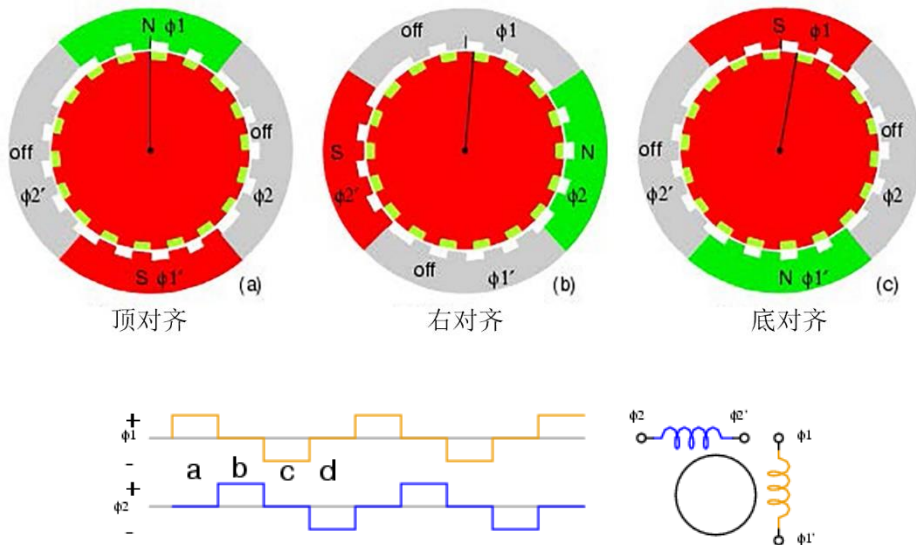 N ϕ1
off
off
ϕ2′
ϕ2
S ϕ1′
(a)
顶对齐
off
ϕ1
S
N
ϕ2′
ϕ2
off
ϕ1′
(b)
右对齐
S
ϕ1
off
off
ϕ2′
ϕ2
N ϕ1′
(c)
底对齐
+
ϕ1
-
a b c d
+
ϕ2
-
ϕ2 ϕ2'
ϕ1
ϕ1'